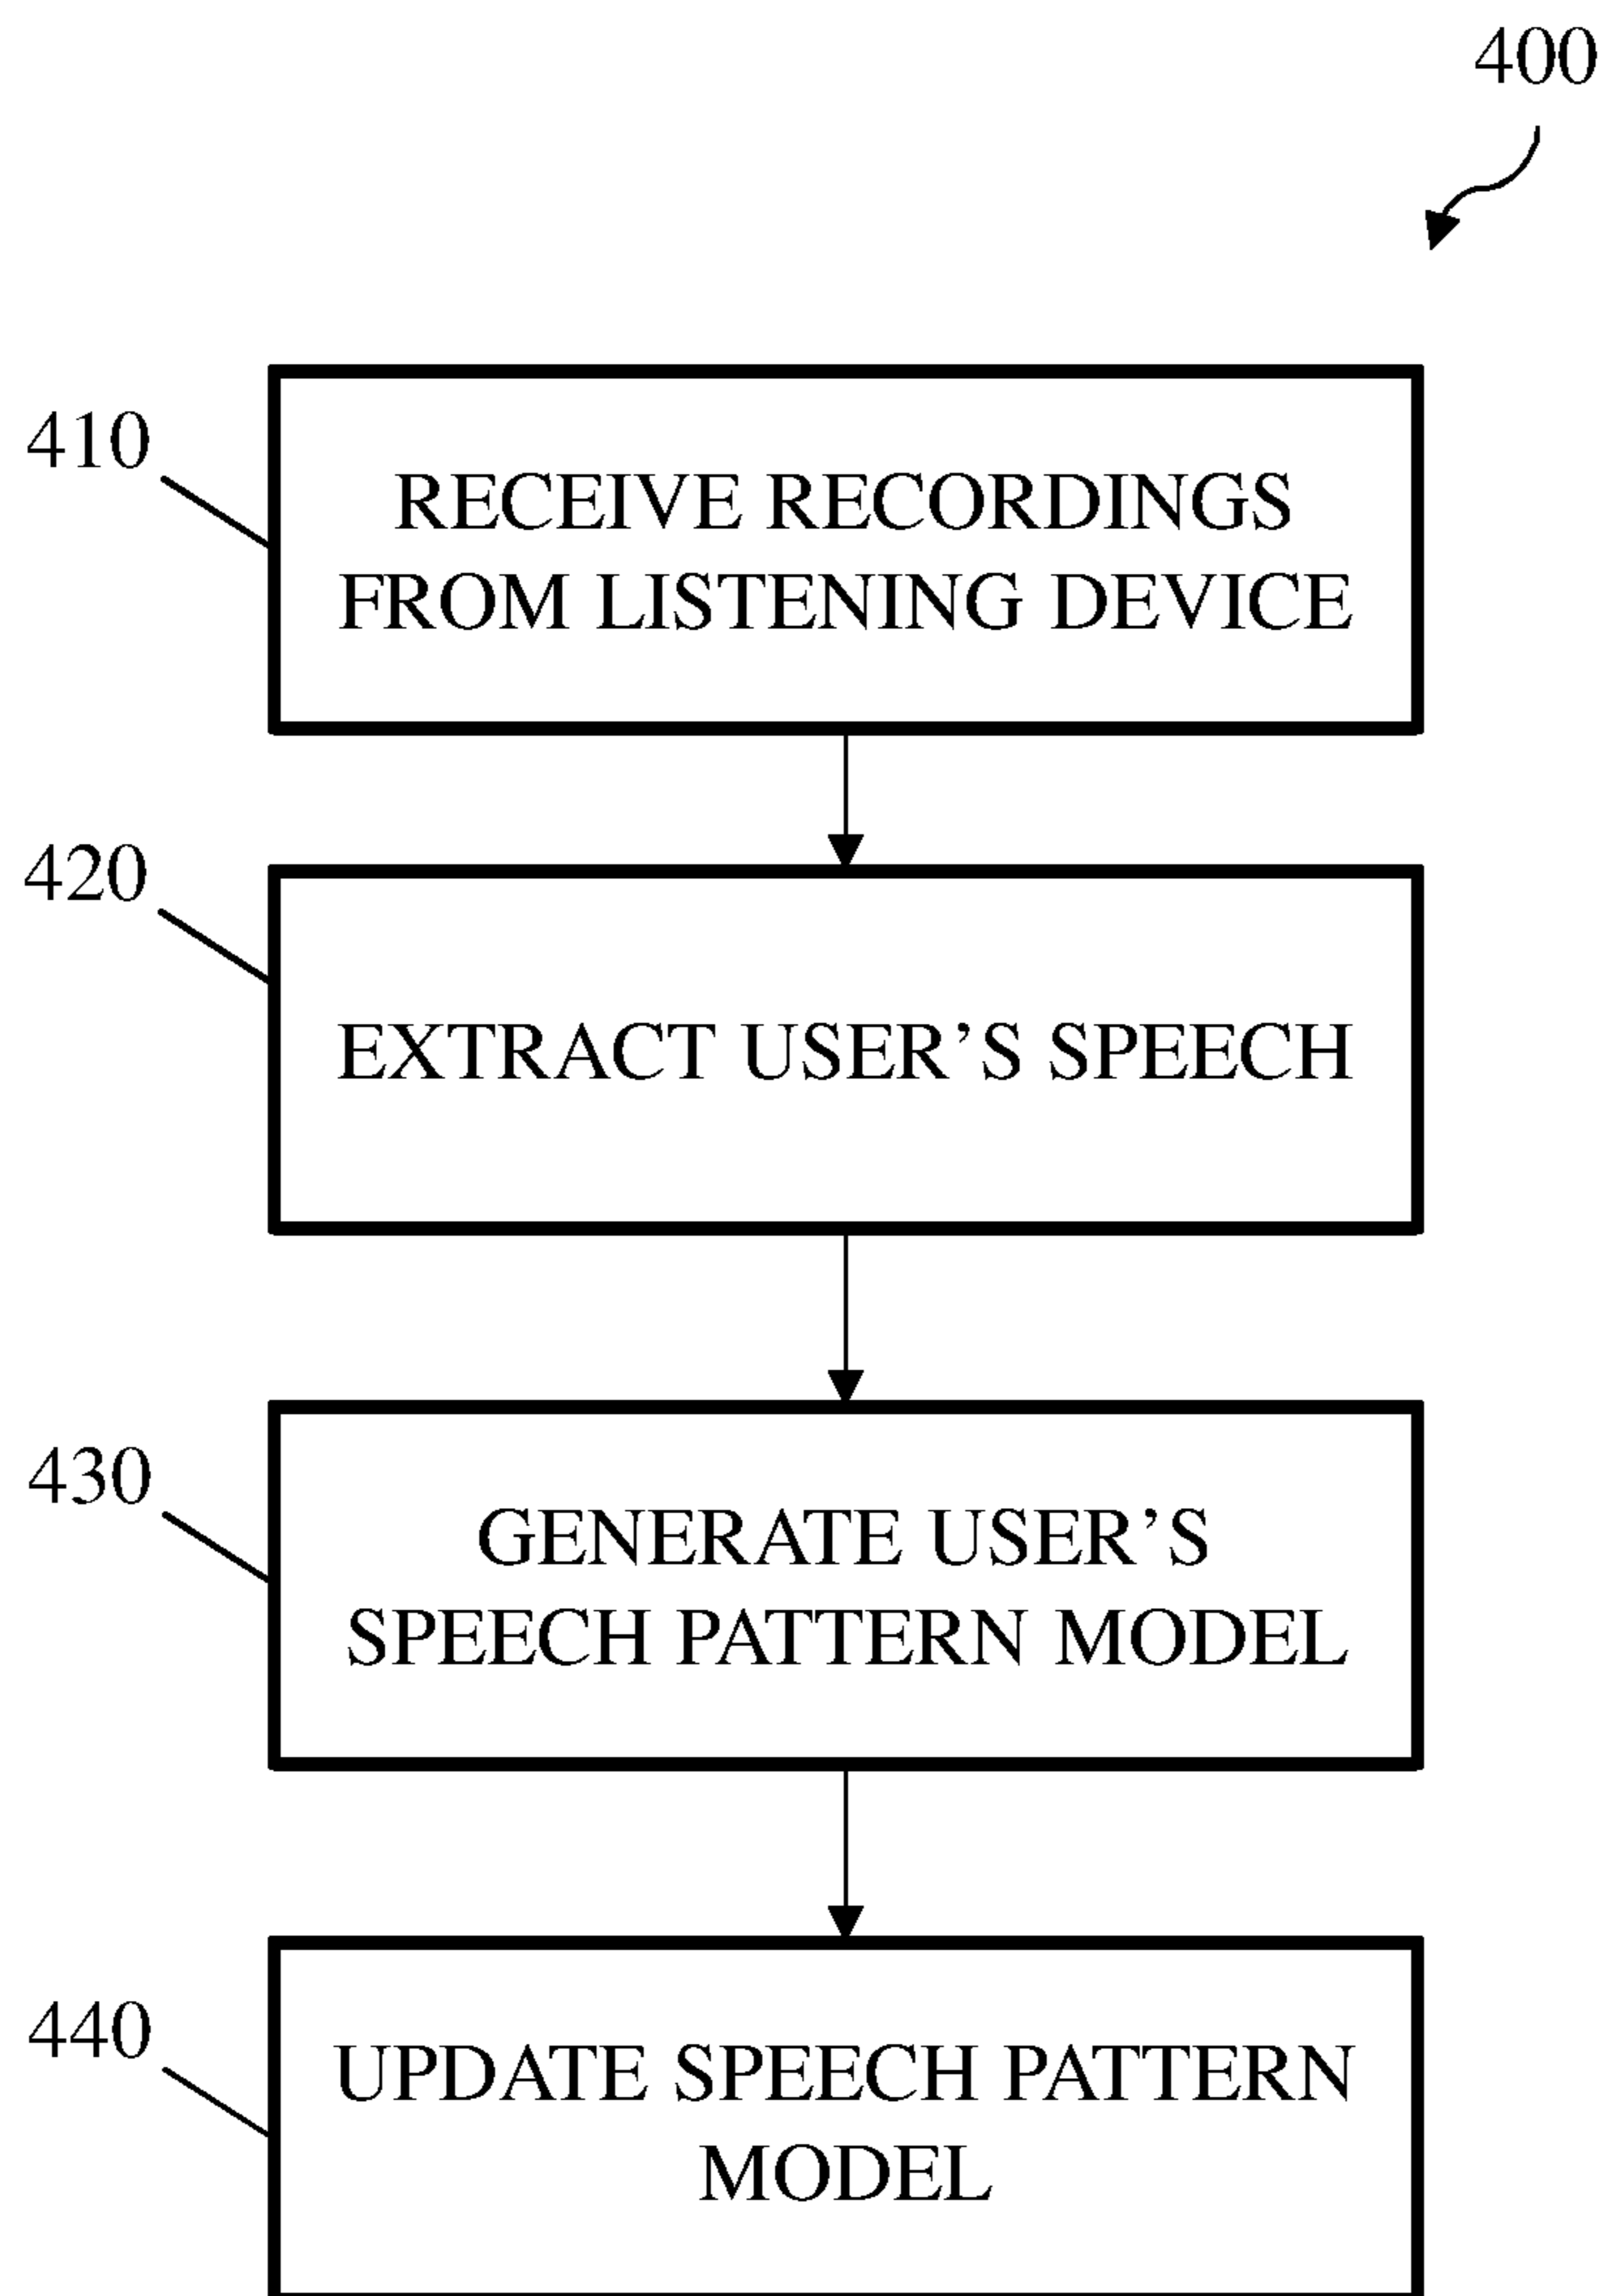 400
410
RECEIVE RECORDINGS
FROM LISTENING DEVICE
420
EXTRACT USER’S SPEECH
430
GENERATE USER’S
SPEECH PATTERN MODEL
440
UPDATE SPEECH PATTERN
MODEL